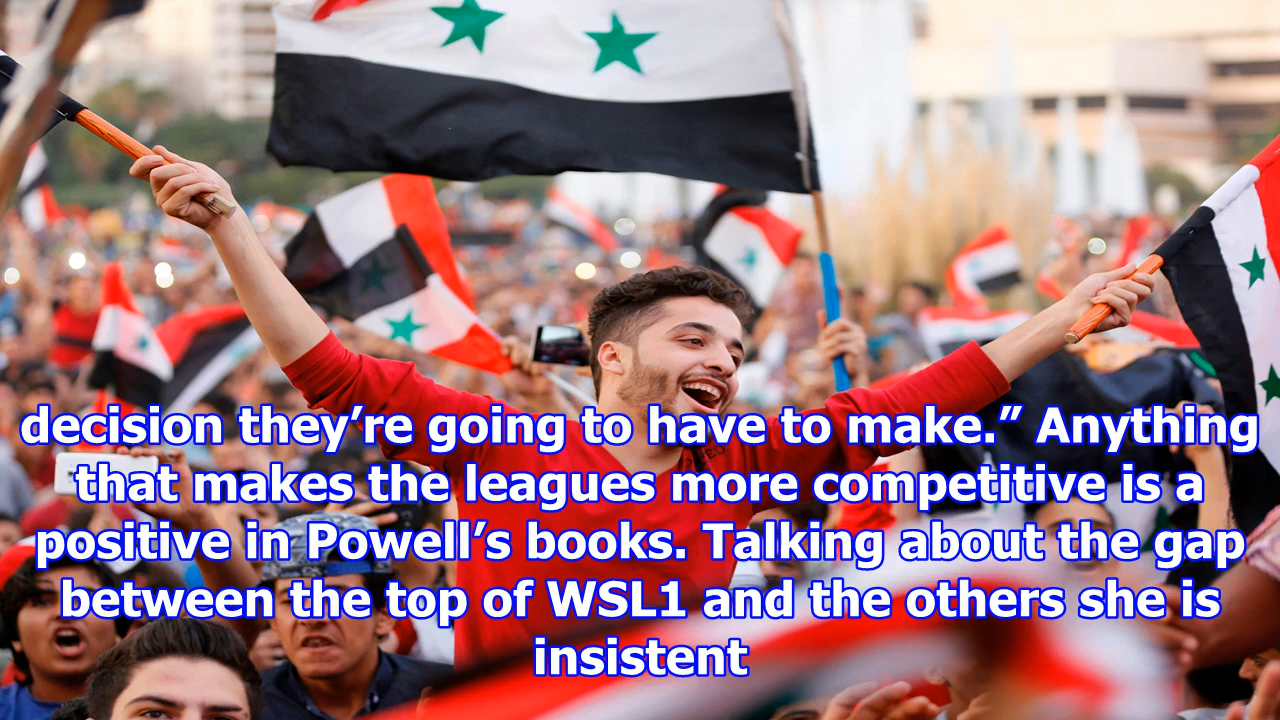 decision they’re going to have to make.” Anything
that makes the leagues more competitive is a
positive in Powell’s books. Talking about the gap
between the top of WSL1 and the others she is
insistent